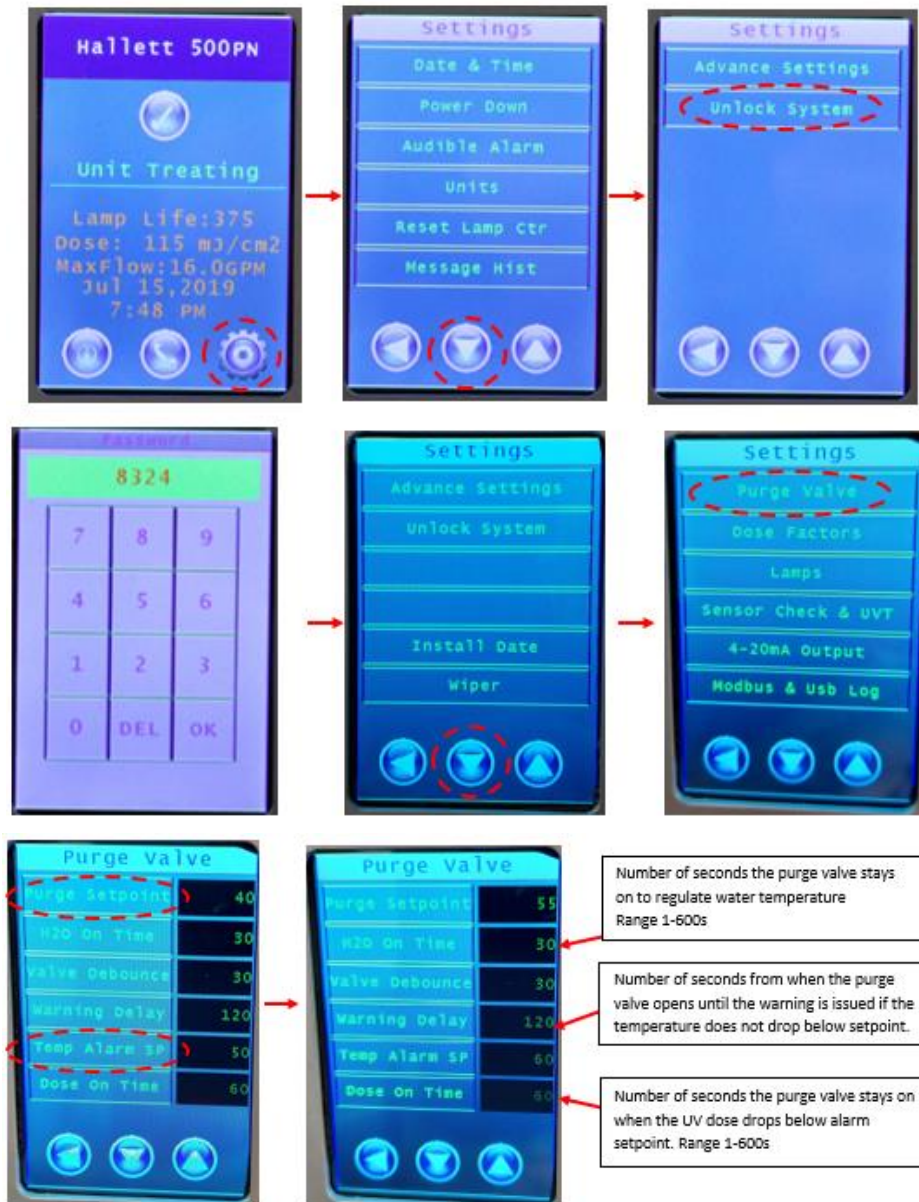 Hallett 500PN
Unit Treating
Lamp Life:375
Dose: 115 mJ/cm2
MaxFlow:16.0GPM
Jul 15,2019
7:48 PM
Settings
Date & Time
Power Down
Audible Alarm
Units
Reset Lamp Ctr
Message Hist
Settings
Advance Settings
Unlock System
Password
8324
7 8 9
4 5 6
1 2 3
0 DEL OK
Settings
Advance Settings
Unlock System
Install Date
Wiper
Settings
Purge Valve
Dose Factors
Lamps
Sensor Check & UVT
4-20mA Output
Modbus & Usb Log
Purge Valve
Purge Setpoint 40
H2O On Time 30
Valve Debounce 30
Warning Delay 120
Temp Alarm SP 50
Dose On Time 60
Purge Valve
Purge Setpoint 55
H2O On Time 30
Valve Debounce 30
Warning Delay 120
Temp Alarm SP 60
Dose On Time 60
Number of seconds the purge valve stays
on to regulate water temperature
Range 1-600s
Number of seconds from when the purge
valve opens until the warning is issued if the
temperature does not drop below setpoint.
Number of seconds the purge valve stays on
when the UV dose drops below alarm
setpoint. Range 1-600s